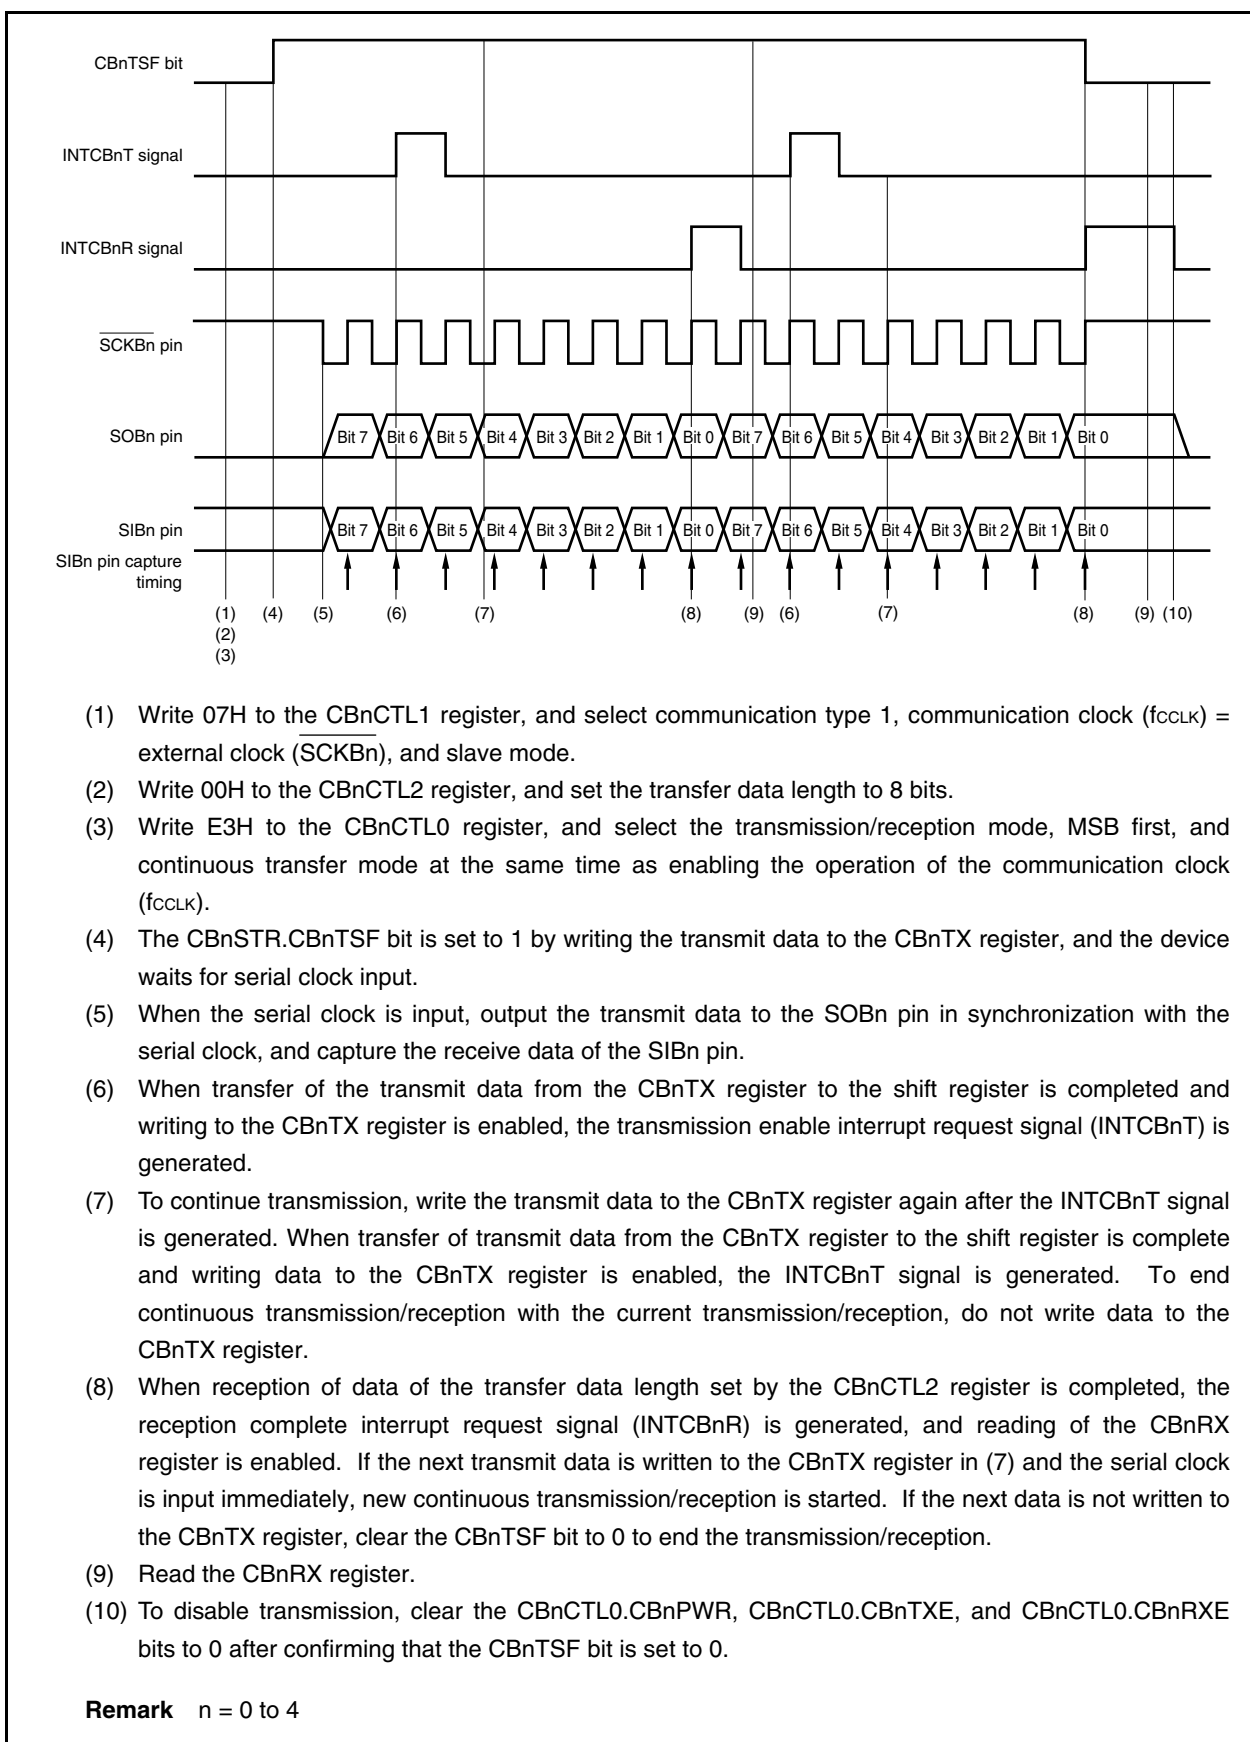 CBnTSF bit
INTCBnT signal
INTCBnR signal
SCKBn pin
SOBn pin Bit 7 Bit 6 Bit 5 Bit 4 Bit 3 Bit 2 Bit 1 Bit 0 Bit 7 Bit 6 Bit 5 Bit 4 Bit 3 Bit 2 Bit 1 Bit 0
SIBn pin Bit 7 Bit 6 Bit 5 Bit 4 Bit 3 Bit 2 Bit 1 Bit 0 Bit 7 Bit 6 Bit 5 Bit 4 Bit 3 Bit 2 Bit 1 Bit 0
SIBn pin capture
timing
(1) (4) (5) (6) (7) (8) (9) (6) (7) (8) (9) (10)
(2)
(3)
(1) Write 07H to the CBnCTL1 register, and select communication type 1, communication clock (fCCLK) =
external clock (SCKBn), and slave mode.
(2) Write 00H to the CBnCTL2 register, and set the transfer data length to 8 bits.
(3) Write E3H to the CBnCTL0 register, and select the transmission/reception mode, MSB first, and
continuous transfer mode at the same time as enabling the operation of the communication clock
(fCCLK).
(4) The CBnSTR.CBnTSF bit is set to 1 by writing the transmit data to the CBnTX register, and the device
waits for serial clock input.
(5) When the serial clock is input, output the transmit data to the SOBn pin in synchronization with the
serial clock, and capture the receive data of the SIBn pin.
(6) When transfer of the transmit data from the CBnTX register to the shift register is completed and
writing to the CBnTX register is enabled, the transmission enable interrupt request signal (INTCBnT) is
generated.
(7) To continue transmission, write the transmit data to the CBnTX register again after the INTCBnT signal
is generated. When transfer of transmit data from the CBnTX register to the shift register is complete
and writing data to the CBnTX register is enabled, the INTCBnT signal is generated. To end
continuous transmission/reception with the current transmission/reception, do not write data to the
CBnTX register.
(8) When reception of data of the transfer data length set by the CBnCTL2 register is completed, the
reception complete interrupt request signal (INTCBnR) is generated, and reading of the CBnRX
register is enabled. If the next transmit data is written to the CBnTX register in (7) and the serial clock
is input immediately, new continuous transmission/reception is started. If the next data is not written to
the CBnTX register, clear the CBnTSF bit to 0 to end the transmission/reception.
(9) Read the CBnRX register.
(10) To disable transmission, clear the CBnCTL0.CBnPWR, CBnCTL0.CBnTXE, and CBnCTL0.CBnRXE
bits to 0 after confirming that the CBnTSF bit is set to 0.
Remark n = 0 to 4